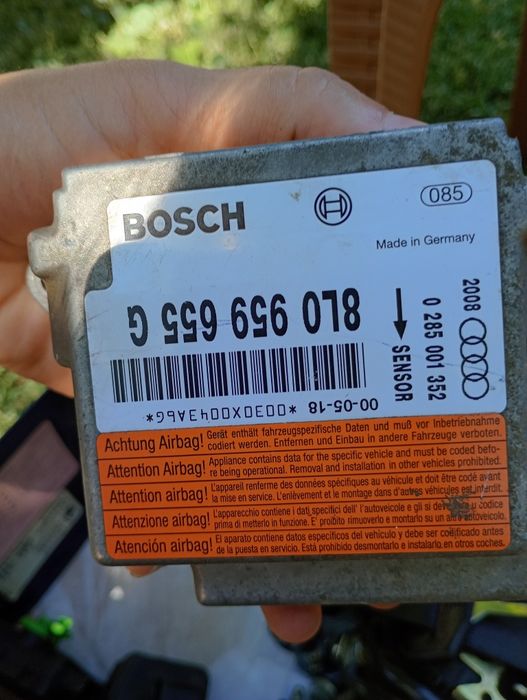 BOSCH
085
Made in Germany
8L0 959 655 G
2008
0 285 001 352
SENSOR
00-05-18 *0030X0043A6G*
Achtung Airbag! Gerät enthält fahrzeugspezifische Daten und muß vor Inbetriebnahme
codiert werden. Entfernen und Einbau in andere Fahrzeuge verboten.
Attention Airbag! Appliance contains data for the specific vehicle and must be coded befo-
re being operational. Removal and installation in other vehicles prohibited.
Attention airbag! L'appareil renferme des données spécifiques au véhicule et doit être codé avant
la mise en service. L'enlèvement et le montage dans d'autres véhicules est interdit.
Attenzione airbag! L'apparecchio contiene i dati specifici dell' l'autoveicolo e gli si codice
prima di metterlo in funzione. E' proibito rimuoverlo e montarlo su un altro autoveicolo.
Atención airbag! El aparato contiene datos específicos del vehículo y debe ser codificado antes
de la puesta en servicio. Está prohibido desmontarlo e instalarlo en otros coches.